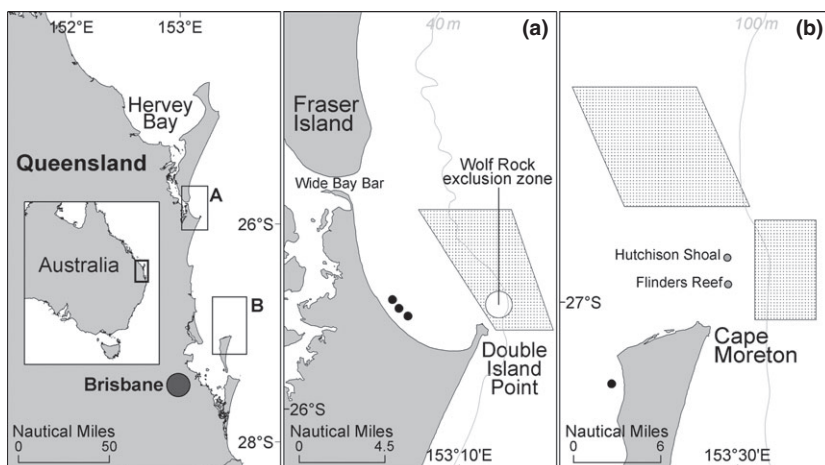 152°E
153°E
Hervey
Bay
Queensland
A
26°S
Australia
B
Brisbane
Nautical Miles
0
50
28°S
40 m
(a)
Fraser
Island
Wide Bay Bar
Wolf Rock
exclusion zone
Double
Island
Point
26°S
Nautical Miles
0
4.5
153°10'E
100 m
(b)
Hutchison Shoal
Flinders Reef
27°S
Cape
Moreton
Nautical Miles
0
6
153°30'E